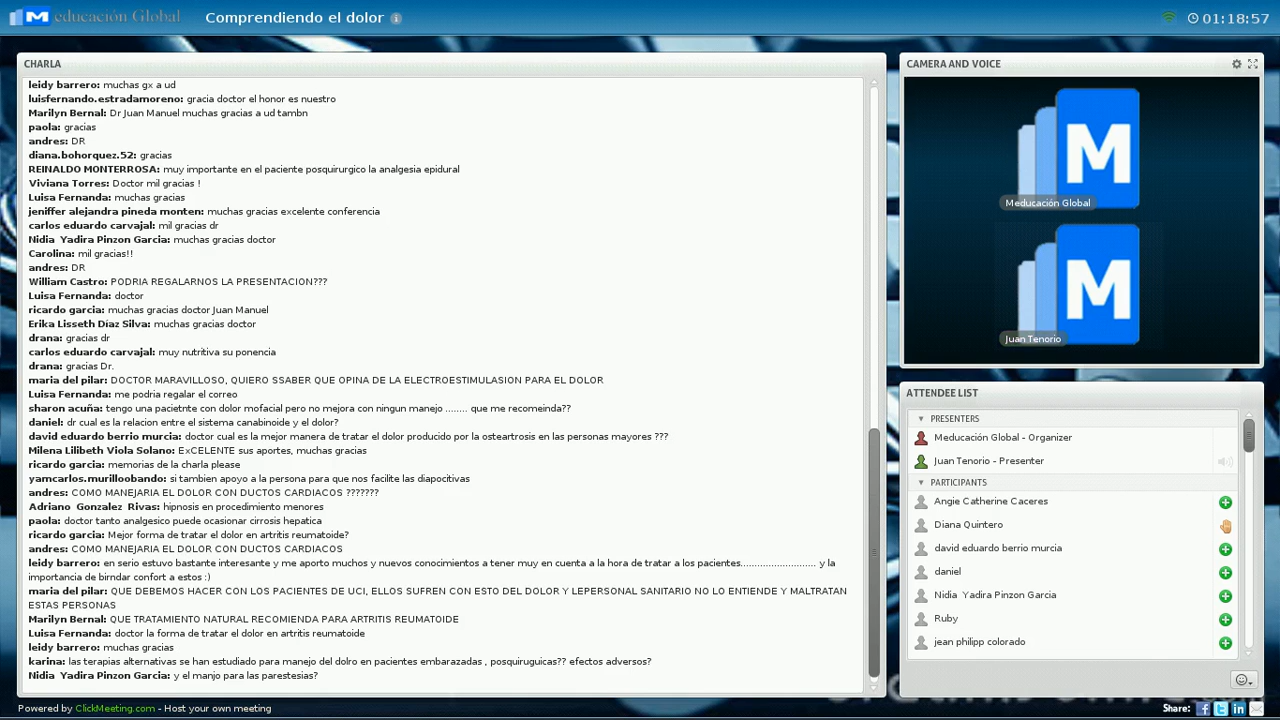 M educación Global
Comprendiendo el dolor
01:18:57
CHARLA
leidy barrero: muchas gx a ud
luisfernando.estradamoreno: gracia doctor el honor es nuestro
Marilyn Bernal: Dr Juan Manuel muchas gracias a ud tambn
paola: gracias
andres: DR
diana.bohorquez.52: gracias
REINALDO MONTERROSA: muy importante en el paciente posquirurgico la analgesia epidural
Viviana Torres: Doctor mil gracias !
Luisa Fernanda: muchas gracias
jeniffer alejandra pineda monten: muchas gracias excelente conferencia
carlos eduardo carvajal: mil gracias dr
Nidia Yadira Pinzon Garcia: muchas gracias doctor
Carolina: mil gracias!!
andres: DR
William Castro: PODRIA REGALARNOS LA PRESENTACION???
Luisa Fernanda: doctor
ricardo garcia: muchas gracias doctor Juan Manuel
Erika Lisseth Díaz Silva: muchas gracias doctor
drana: gracias dr
carlos eduardo carvajal: muy nutritiva su ponencia
drana: gracias Dr.
maria del pilar: DOCTOR MARAVILLOSO, QUIERO SSABER QUE OPINA DE LA ELECTROESTIMULASION PARA EL DOLOR
Luisa Fernanda: me podria regalar el correo
sharon acuña: tengo una pacietnte con dolor mofacial pero no mejora con ningun manejo ........ que me recomeinda??
daniel: dr cual es la relacion entre el sistema canabinoide y el dolor?
david eduardo berrio murcia: doctor cual es la mejor manera de tratar el dolor producido por la osteartrosis en las personas mayores ???
Milena Lilibeth Viola Solano: ExCELENTE sus aportes, muchas gracias
ricardo garcia: memorias de la charla please
yamcarlos.murilloobando: si tambien apoyo a la persona para que nos facilite las diapocitivas
andres: COMO MANEJARIA EL DOLOR CON DUCTOS CARDIACOS ???????
Adriano Gonzalez Rivas: hipnosis en procedimiento menores
paola: doctor tanto analgesico puede ocasionar cirrosis hepatica
ricardo garcia: Mejor forma de tratar el dolor en artritis reumatoide?
andres: COMO MANEJARIA EL DOLOR CON DUCTOS CARDIACOS
leidy barrero: en serio estuvo bastante interesante y me aporto muchos y nuevos conocimientos a tener muy en cuenta a la hora de tratar a los pacientes.......................... y la
importancia de birndar confort a estos :)
maria del pilar: QUE DEBEMOS HACER CON LOS PACIENTES DE UCI, ELLOS SUFREN CON ESTO DEL DOLOR Y LEPERSONAL SANITARIO NO LO ENTIENDE Y MALTRATAN
ESTAS PERSONAS
Marilyn Bernal: QUE TRATAMIENTO NATURAL RECOMIENDA PARA ARTRITIS REUMATOIDE
Luisa Fernanda: doctor la forma de tratar el dolor en artritis reumatoide
leidy barrero: muchas gracias
karina: las terapias alternativas se han estudiado para manejo del dolro en pacientes embarazadas , posquiruguicas?? efectos adversos?
Nidia Yadira Pinzon Garcia: y el manjo para las parestesias?
CAMERA AND VOICE
M
Meducación Global
M
Juan Tenorio
ATTENDEE LIST
PRESENTERS
Meducación Global - Organizer
Juan Tenorio - Presenter
PARTICIPANTS
Angie Catherine Caceres
Diana Quintero
david eduardo berrio murcia
daniel
Nidia Yadira Pinzon Garcia
Ruby
jean philipp colorado
Powered by ClickMeeting.com - Host your own meeting
Share: